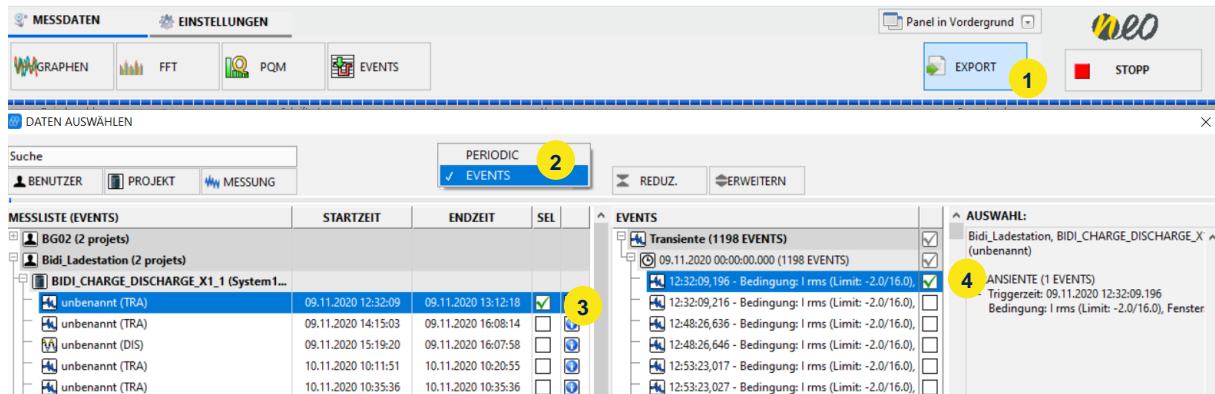 MESSDATEN
EINSTELLUNGEN
Panel in Vordergrund
neo
GRAPHEN
FFT
PQM
EVENTS
EXPORT
1
STOPP
DATEN AUSWÄHLEN
Suche
PERIODIC
✓ EVENTS
2
BENUTZER
PROJEKT
MESSUNG
REDUZ.
ERWEITERN
MESSLISTE (EVENTS) STARTZEIT ENDZEIT SEL
BG02 (2 projets)
Bidi_Ladestation (2 projets)
BIDI_CHARGE_DISCHARGE_X1_1 (System1...
unbenannt (TRA) 09.11.2020 12:32:09 09.11.2020 13:12:18
3
unbenannt (TRA) 09.11.2020 14:15:03 09.11.2020 16:08:14
unbenannt (DIS) 09.11.2020 15:19:20 09.11.2020 16:07:58
unbenannt (TRA) 10.11.2020 10:11:51 10.11.2020 10:20:55
unbenannt (TRA) 10.11.2020 10:35:36 10.11.2020 10:35:36
EVENTS
Transiente (1198 EVENTS)
09.11.2020 00:00:00.000 (1198 EVENTS)
12:32:09,196 - Bedingung: I rms (Limit: -2.0/16.0),
12:32:09,216 - Bedingung: I rms (Limit: -2.0/16.0),
12:48:26,636 - Bedingung: I rms (Limit: -2.0/16.0),
12:48:26,646 - Bedingung: I rms (Limit: -2.0/16.0),
12:53:23,017 - Bedingung: I rms (Limit: -2.0/16.0),
12:53:23,027 - Bedingung: I rms (Limit: -2.0/16.0),
AUSWAHL:
Bidi_Ladestation, BIDI_CHARGE_DISCHARGE_X
(unbenannt)
4
ANSIENTE (1 EVENTS)
- Triggerzeit: 09.11.2020 12:32:09.196
Bedingung: I rms (Limit: -2.0/16.0), Fenster